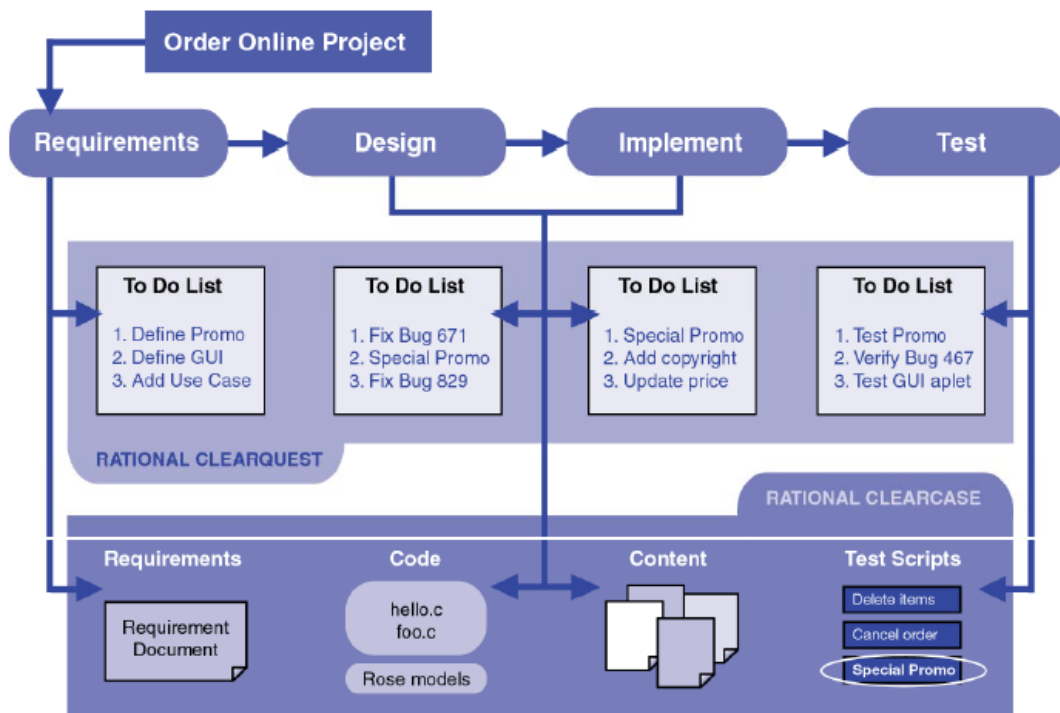 Order Online Project
Requirements
Design
Implement
Test
To Do List
1. Define Promo
2. Define GUI
3. Add Use Case
To Do List
1. Fix Bug 671
2. Special Promo
3. Fix Bug 829
To Do List
1. Special Promo
2. Add copyright
3. Update price
To Do List
1. Test Promo
2. Verify Bug 467
3. Test GUI aplet
RATIONAL CLEARQUEST
RATIONAL CLEARCASE
Requirements
Requirement
Document
Code
hello.c
foo.c
Rose models
Content
Test Scripts
Delete items
Cancel order
Special Promo